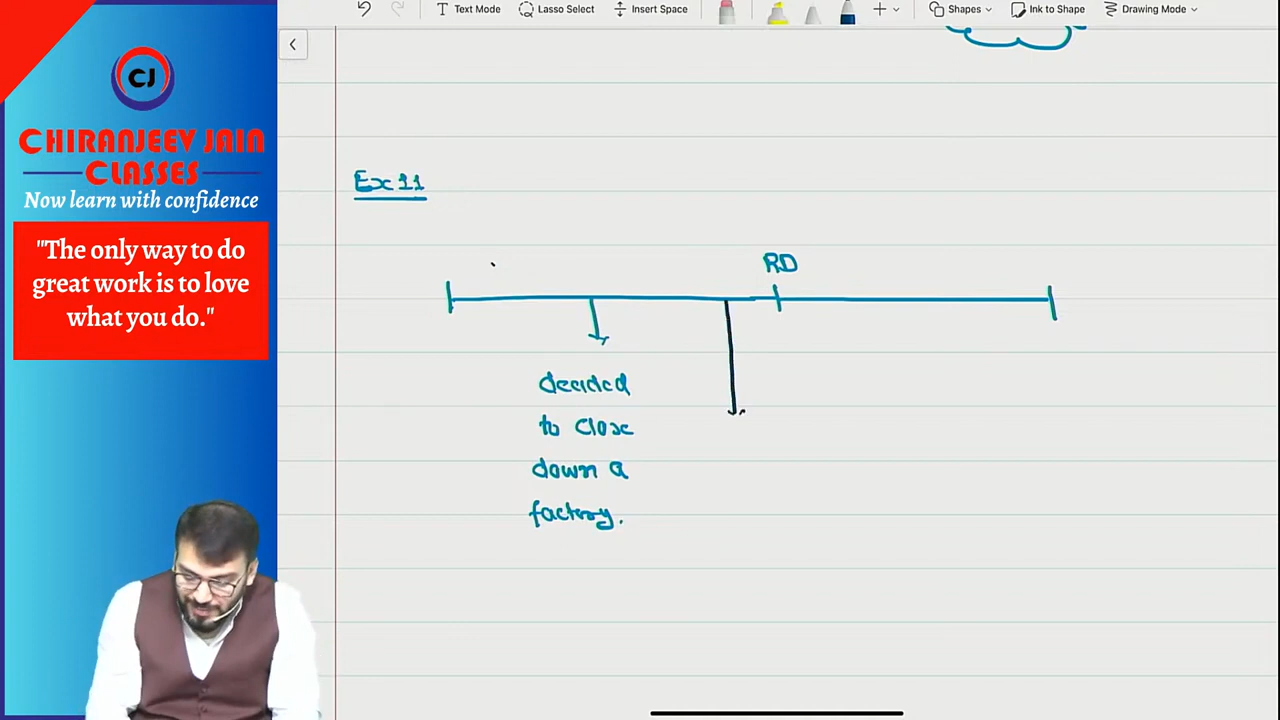 Text Mode
Lasso Select
Insert Space
Shapes
Ink to Shape
Drawing Mode
CJ
CHIRANJEEV JAIN
CLASSES
Now learn with confidence
"The only way to do
great work is to love
what you do."
Ex 11
RD
decided
to close
down a
factory.